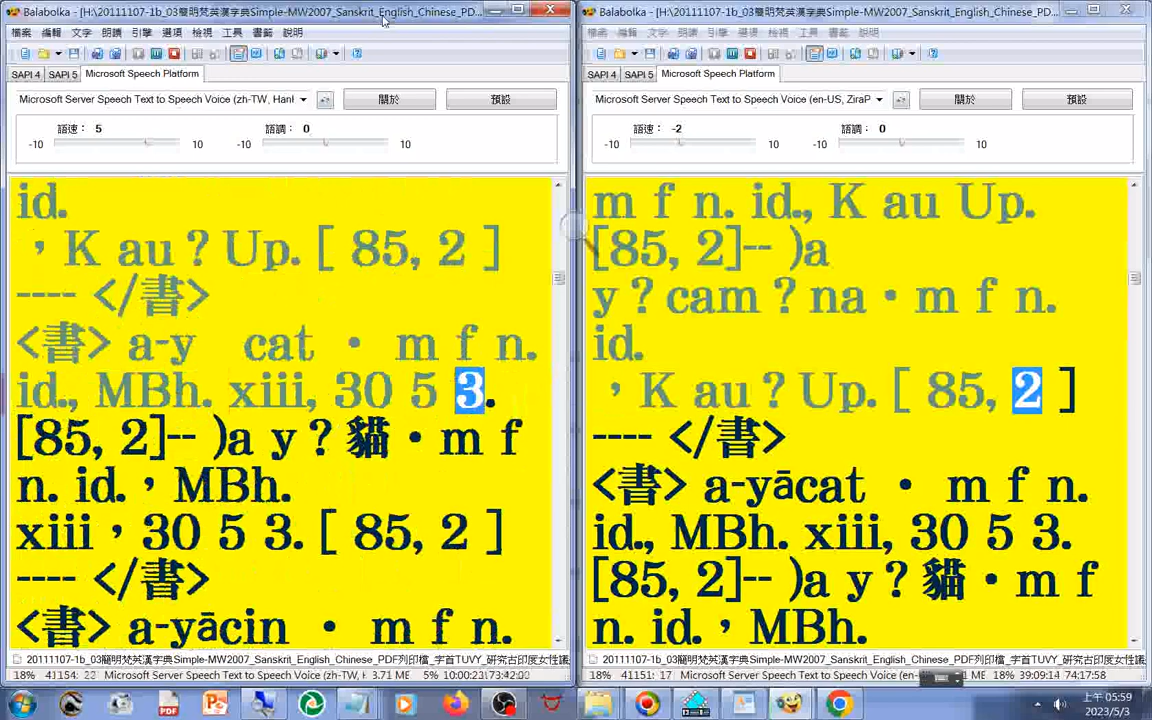 Balabolka - [H:\20111107-1b_03簡明梵英漢字典Simple-MW2007_Sanskrit_English_Chinese_PD...
檔案 編輯 文字 朗讀 引擎 選項 檢視 工具 書籤 說明
SAPI 4 SAPI 5 Microsoft Speech Platform
Microsoft Server Speech Text to Speech Voice (zh-TW, Hanl
關於 預設
語速： 5 語調： 0
-10 10 -10 10
id.
，K au？Up. [ 85, 2 ]
---- </書>
<書> a-y cat • m f n.
id., MBh. xiii, 30 5 3.
[85, 2]-- )a y？貓•m f
n. id.，MBh.
xiii，30 5 3. [ 85, 2 ]
---- </書>
<書> a-yācin • m f n.
20111107-1b_03簡明梵英漢字典Simple-MW2007_Sanskrit_English_Chinese_PDF列印檔_字首TUVY_研究古印度女性議
18% 41154: 22 Microsoft Server Speech Text to Speech Voice (zh-TW, H 3.71 ME 5% 10:00:23\73:42:00
Balabolka - [H:\20111107-1b_03簡明梵英漢字典Simple-MW2007_Sanskrit_English_Chinese_PD...
檔案 編輯 文字 朗讀 引擎 選項 檢視 工具 書籤 說明
SAPI 4 SAPI 5 Microsoft Speech Platform
Microsoft Server Speech Text to Speech Voice (en-US, ZiraP
關於 預設
語速： -2 語調： 0
-10 10 -10 10
m f n. id., K au Up.
[85, 2]-- )a
y？cam？na•m f n.
id.
，K au？Up. [ 85, 2 ]
---- </書>
<書> a-yācat • m f n.
id., MBh. xiii, 30 5 3.
[85, 2]-- )a y？貓•m f
n. id.，MBh.
20111107-1b_03簡明梵英漢字典Simple-MW2007_Sanskrit_English_Chinese_PDF列印檔_字首TUVY_研究古印度女性議
18% 41151: 17 Microsoft Server Speech Text to Speech Voice 18% 39:09:14 74:17:58
上午 05:59
2023/5/3